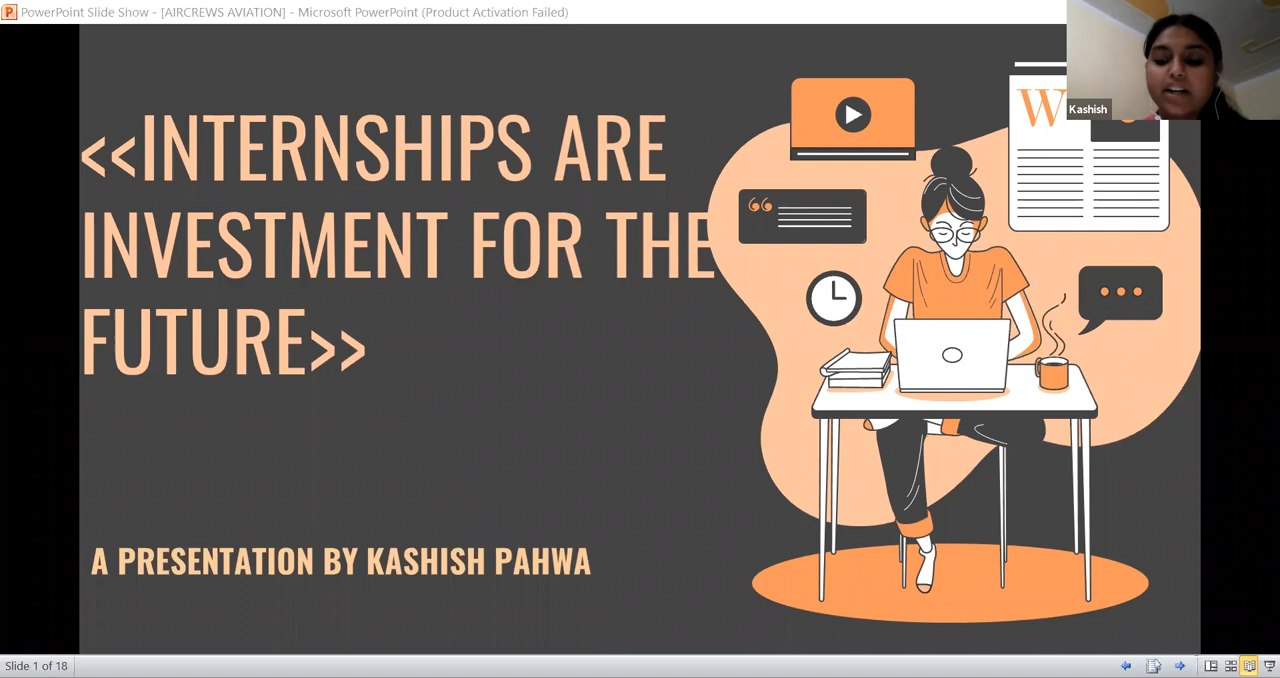 PowerPoint Slide Show - [AIRCREWS AVIATION] - Microsoft PowerPoint (Product Activation Failed)
Kashish
W
<<INTERNSHIPS ARE
INVESTMENT FOR THE
FUTURE>>
A PRESENTATION BY KASHISH PAHWA
Slide 1 of 18